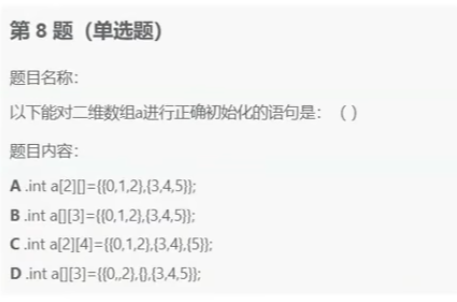 第 8 题（单选题）
题目名称：
以下能对二维数组a进行正确初始化的语句是：（ ）
题目内容：
A .int a[2][]={{0,1,2},{3,4,5}};
B .int a[][3]={{0,1,2},{3,4,5}};
C .int a[2][4]={{0,1,2},{3,4},{5}};
D .int a[][3]={{0,,2},{},{3,4,5}};